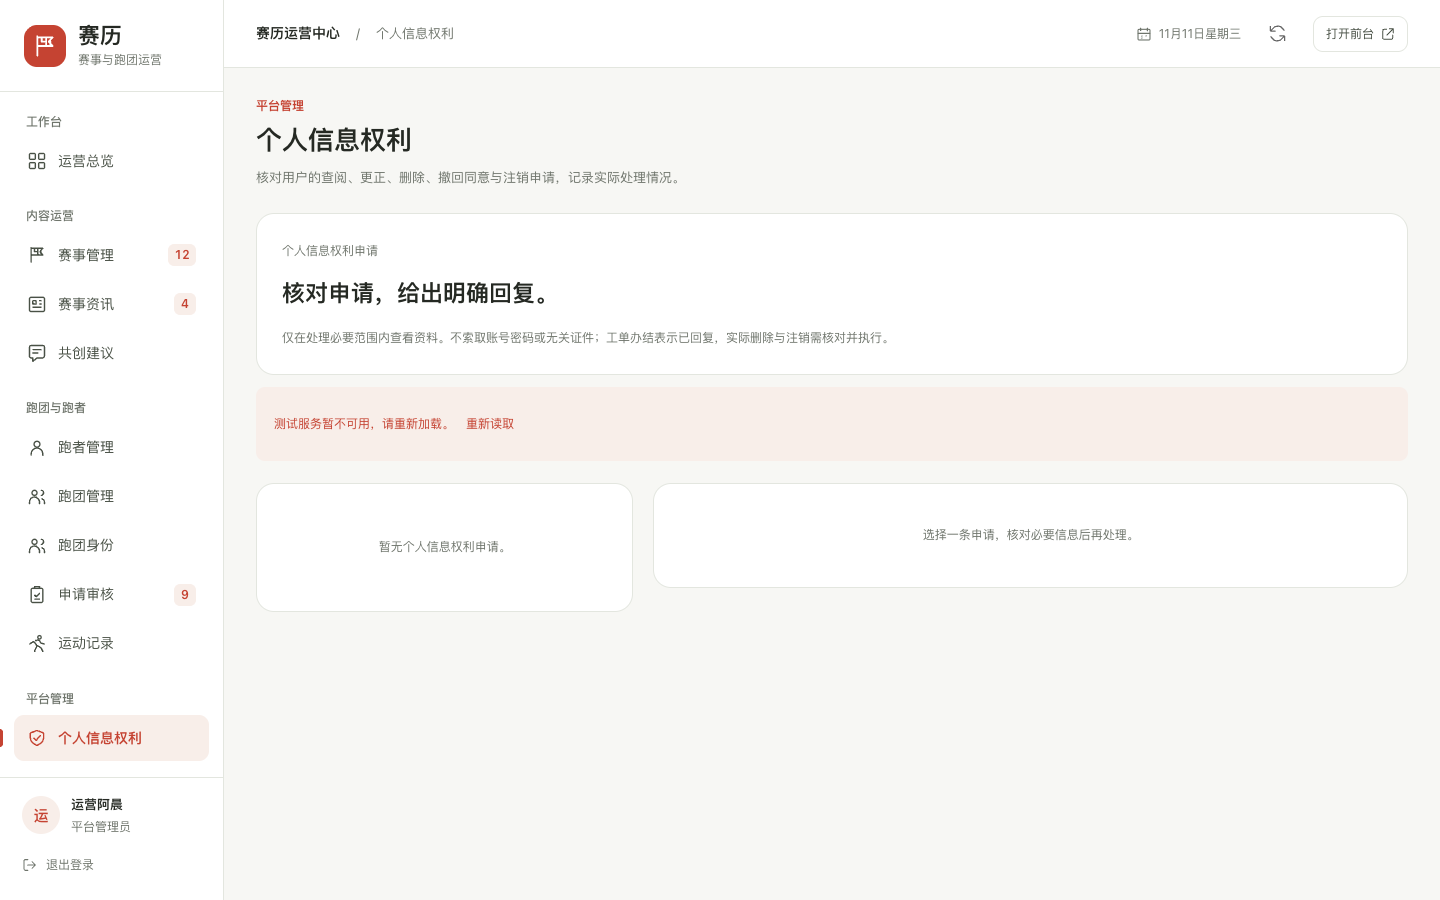 赛历
赛事与跑团运营
工作台
运营总览
内容运营
赛事管理 12
赛事资讯 4
共创建议
跑团与跑者
跑者管理
跑团管理
跑团身份
申请审核 9
运动记录
平台管理
个人信息权利
运 运营阿晨
平台管理员
退出登录
赛历运营中心 / 个人信息权利
11月11日星期三
打开前台
平台管理
个人信息权利
核对用户的查阅、更正、删除、撤回同意与注销申请，记录实际处理情况。
个人信息权利申请
核对申请，给出明确回复。
仅在处理必要范围内查看资料。不索取账号密码或无关证件；工单办结表示已回复，实际删除与注销需核对并执行。
测试服务暂不可用，请重新加载。 重新读取
暂无个人信息权利申请。
选择一条申请，核对必要信息后再处理。